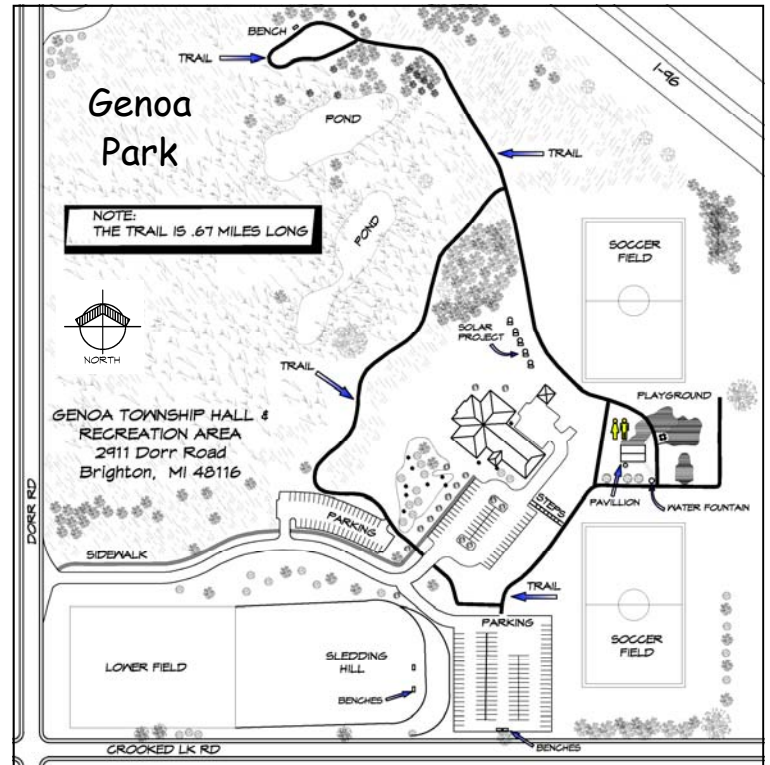 BENCH
TRAIL
I-96
Genoa
Park
POND
TRAIL
NOTE:
THE TRAIL IS .67 MILES LONG
POND
SOCCER
FIELD
NORTH
SOLAR
PROJECT
TRAIL
PLAYGROUND
GENOA TOWNSHIP HALL &
RECREATION AREA
2911 Dorr Road
Brighton, MI 48116
STEPS
PAVILLION
WATER FOUNTAIN
PARKING
DORR RD
SIDEWALK
TRAIL
PARKING
SOCCER
FIELD
LOWER FIELD
SLEDDING
HILL
BENCHES
CROOKED LK RD
BENCHES